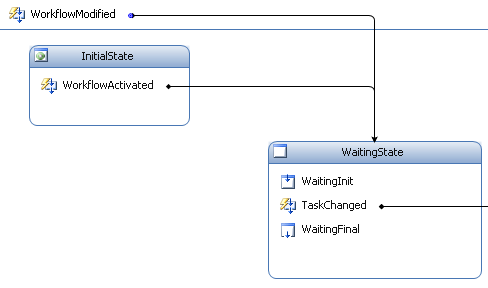 WorkflowModified
InitialState
WorkflowActivated
WaitingState
WaitingInit
TaskChanged
WaitingFinal